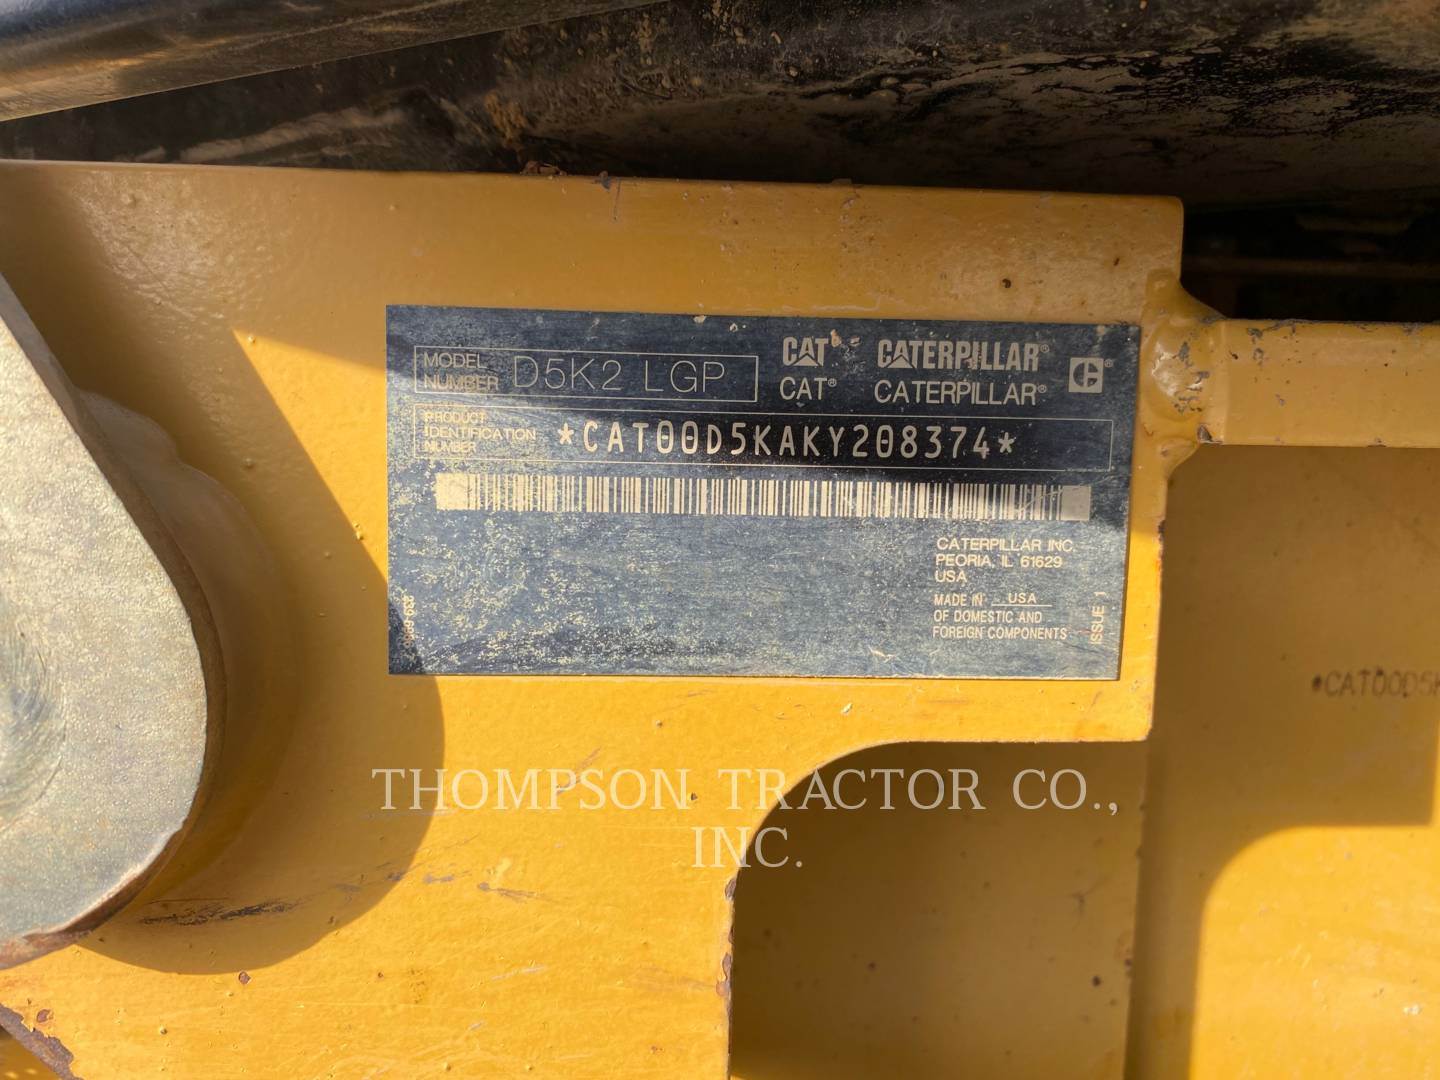 MODEL
NUMBER D5K2 LGP
CAT® CATERPILLAR®
CAT® CATERPILLAR®
PRODUCT
IDENTIFICATION
NUMBER
*CAT00D5KAKY208374*
CATERPILLAR INC.
PEORIA, IL 61629
USA
MADE IN USA
OF DOMESTIC AND
FOREIGN COMPONENTS
ISSUE 1
THOMPSON TRACTOR CO.,
INC.